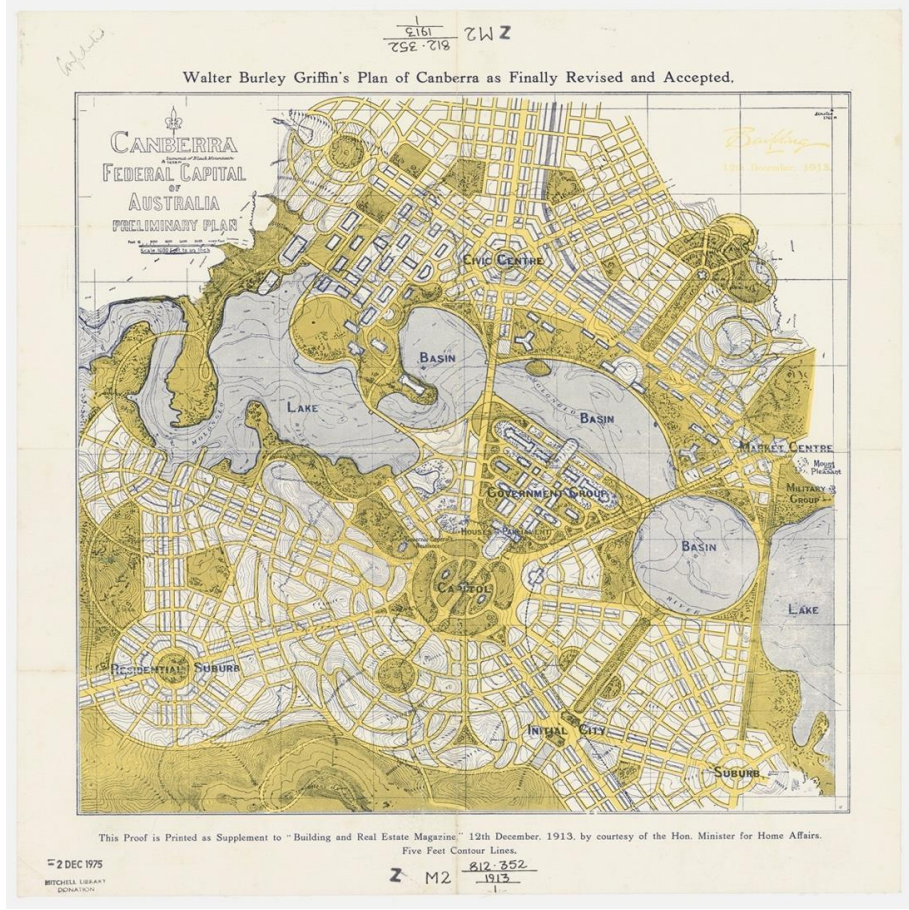 Z M2 812·352
1913
1
Walter Burley Griffin's Plan of Canberra as Finally Revised and Accepted.
CANBERRA
FEDERAL CAPITAL
OF
AUSTRALIA
PRELIMINARY PLAN
Building
12th December, 1913.
CIVIC CENTRE
BASIN
LAKE
MOLONGLO
BASIN
MARKET CENTRE
MOUNT
PLEASANT
MILITARY
GROUP
GOVERNMENT GROUP
HOUSES OF PARLIAMENT
BASIN
RIVER
CAPITOL
LAKE
RESIDENTIAL SUBURB
INITIAL CITY
SUBURB
This Proof is Printed as Supplement to "Building and Real Estate Magazine," 12th December, 1913, by courtesy of the Hon. Minister for Home Affairs.
Five Feet Contour Lines.
-2 DEC 1975
MITCHELL LIBRARY
DONATION
Z M2 812·352
1913
1